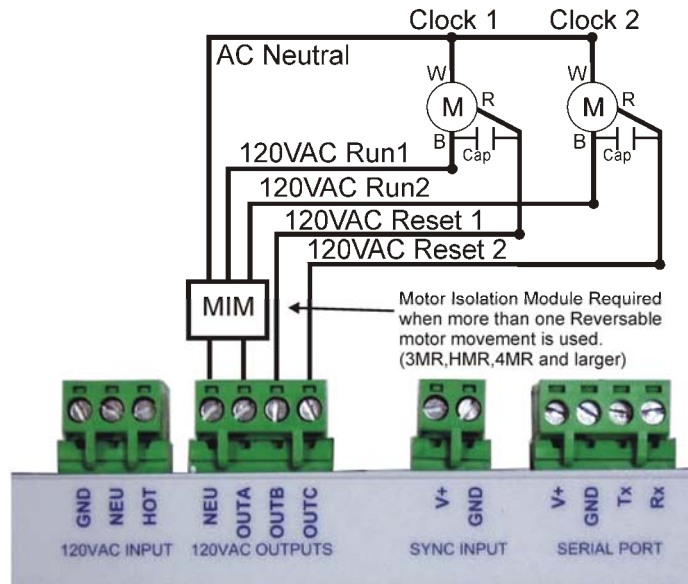 Clock 1
Clock 2
AC Neutral
W
W
M
R
M
R
B
Cap
B
Cap
120VAC Run1
120VAC Run2
120VAC Reset 1
120VAC Reset 2
MIM
Motor Isolation Module Required
when more than one Reversable
motor movement is used.
(3MR,HMR,4MR and larger)
GND
NEU
HOT
NEU
OUTA
OUTB
OUTC
V+
GND
V+
GND
Tx
Rx
120VAC INPUT
120VAC OUTPUTS
SYNC INPUT
SERIAL PORT